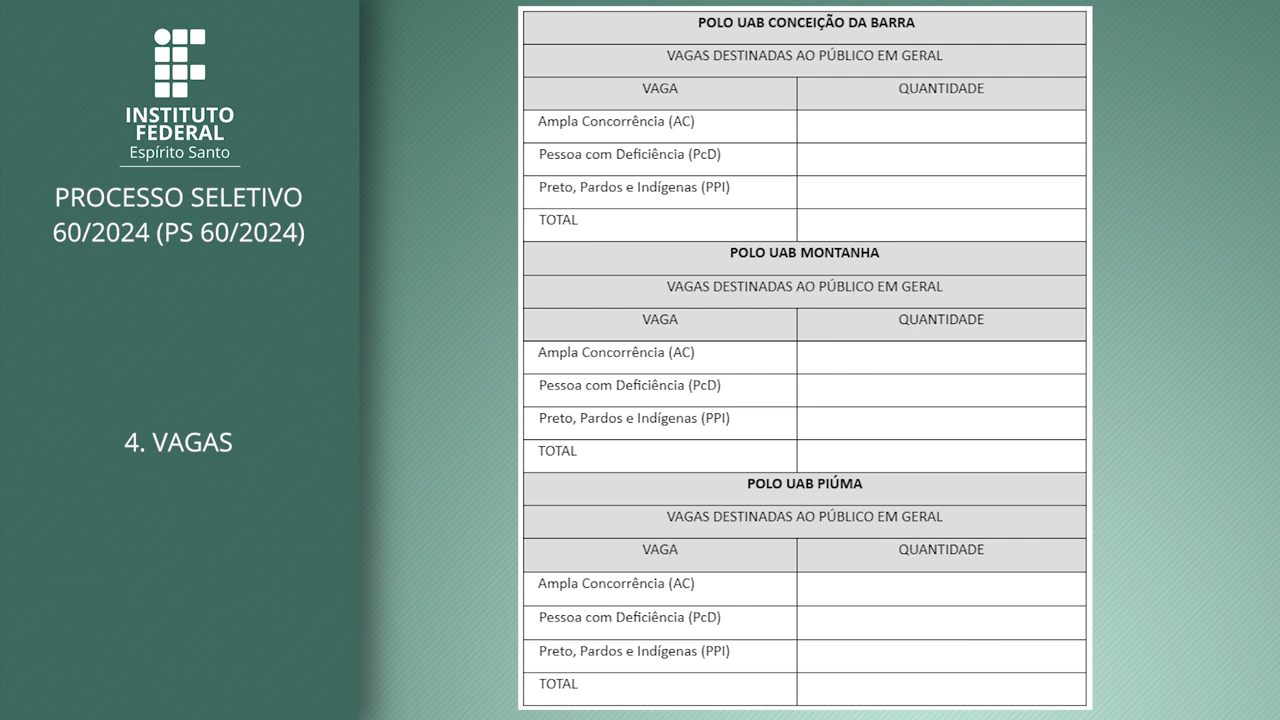 INSTITUTO
FEDERAL
Espírito Santo
PROCESSO SELETIVO
60/2024 (PS 60/2024)
4. VAGAS
POLO UAB CONCEIÇÃO DA BARRA
VAGAS DESTINADAS AO PÚBLICO EM GERAL
VAGA QUANTIDADE
Ampla Concorrência (AC)
Pessoa com Deficiência (PcD)
Preto, Pardos e Indígenas (PPI)
TOTAL
POLO UAB MONTANHA
VAGAS DESTINADAS AO PÚBLICO EM GERAL
VAGA QUANTIDADE
Ampla Concorrência (AC)
Pessoa com Deficiência (PcD)
Preto, Pardos e Indígenas (PPI)
TOTAL
POLO UAB PIÚMA
VAGAS DESTINADAS AO PÚBLICO EM GERAL
VAGA QUANTIDADE
Ampla Concorrência (AC)
Pessoa com Deficiência (PcD)
Preto, Pardos e Indígenas (PPI)
TOTAL